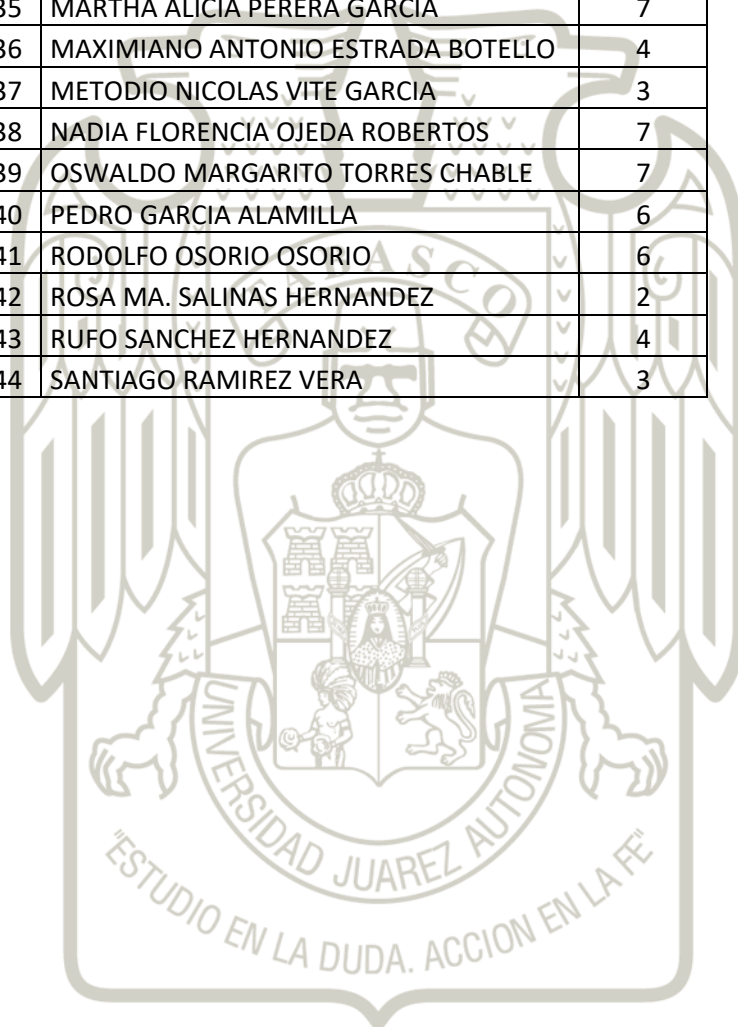 35 MARTHA ALICIA PERERA GARCIA 7
36 MAXIMIANO ANTONIO ESTRADA BOTELLO 4
37 METODIO NICOLAS VITE GARCIA 3
38 NADIA FLORENCIA OJEDA ROBERTOS 7
39 OSWALDO MARGARITO TORRES CHABLE 7
40 PEDRO GARCIA ALAMILLA 6
41 RODOLFO OSORIO OSORIO 6
42 ROSA MA. SALINAS HERNANDEZ 2
43 RUFO SANCHEZ HERNANDEZ 4
44 SANTIAGO RAMIREZ VERA 3
TABASCO
UNIVERSIDAD JUAREZ AUTONOMA
"ESTUDIO EN LA DUDA. ACCION EN LA FE"